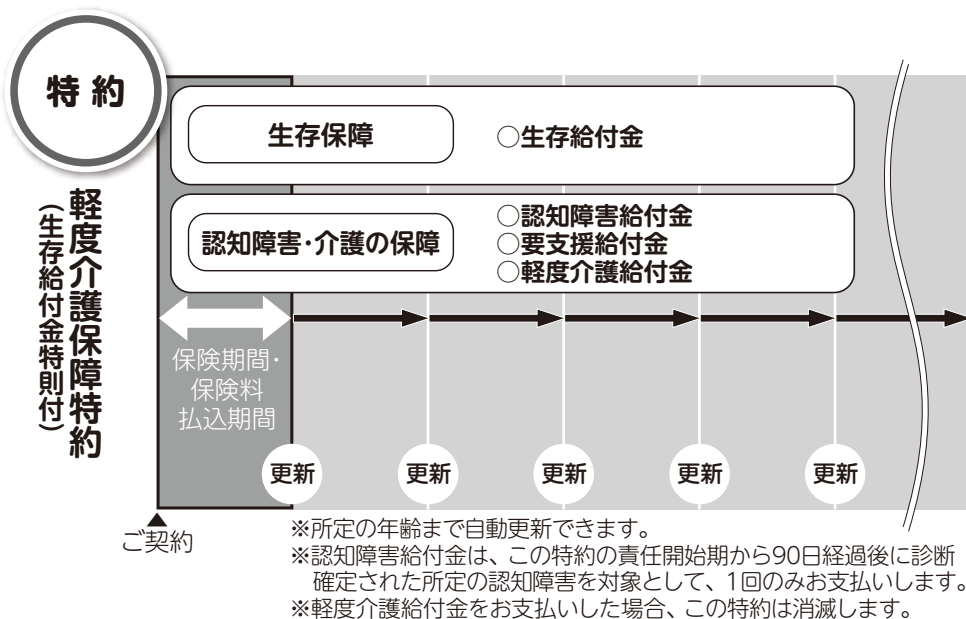 特約
軽度介護保障特約
（生存給付金特則付）
生存保障
○生存給付金
認知障害・介護の保障
○認知障害給付金
○要支援給付金
○軽度介護給付金
保険期間・
保険料
払込期間
更新
更新
更新
更新
更新
ご契約
※所定の年齢まで自動更新できます。
※認知障害給付金は、この特約の責任開始期から90日経過後に診断
確定された所定の認知障害を対象として、1回のみお支払いします。
※軽度介護給付金をお支払いした場合、この特約は消滅します。